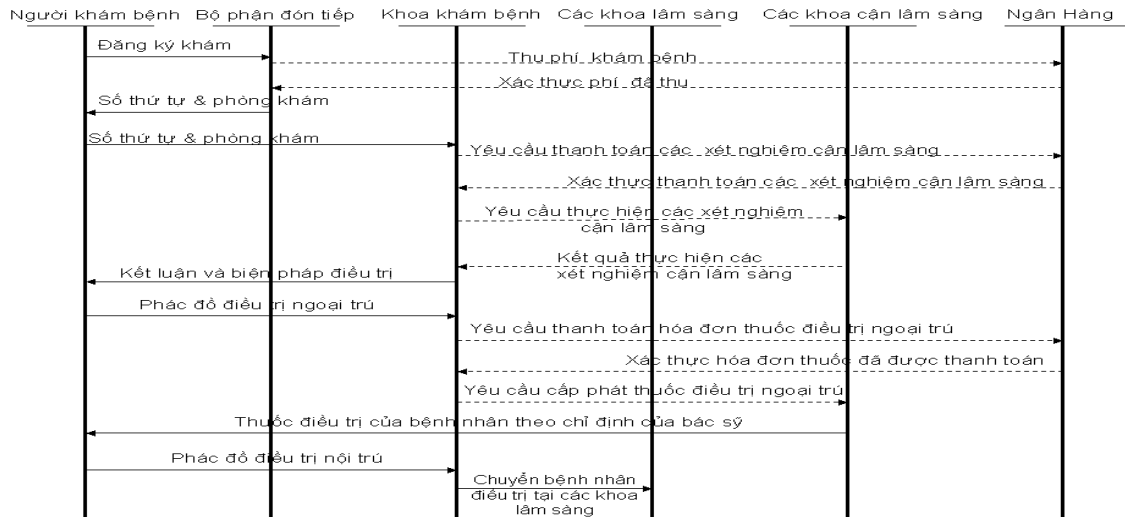 Người khám bệnh Bộ phận đón tiếp Khoa khám bệnh Các khoa lâm sàng Các khoa cận lâm sàng Ngân Hàng
Đăng ký khám
Thu phí khám bệnh
Xác thực phí đã thu
Số thứ tự & phòng khám
Số thứ tự & phòng khám
Yêu cầu thanh toán các xét nghiệm cận lâm sàng
Xác thực thanh toán các xét nghiệm cận lâm sàng
Yêu cầu thực hiện các xét nghiệm
cận lâm sàng
Kết quả thực hiện các
xét nghiệm cận lâm sàng
Kết luận và biện pháp điều trị
Phác đồ điều trị ngoại trú
Yêu cầu thanh toán hóa đơn thuốc điều trị ngoại trú
Xác thực hóa đơn thuốc đã được thanh toán
Yêu cầu cấp phát thuốc điều trị ngoại trú
Thuốc điều trị của bệnh nhân theo chỉ định của bác sỹ
Phác đồ điều trị nội trú
Chuyển bệnh nhân
điều trị tại các khoa
lâm sàng